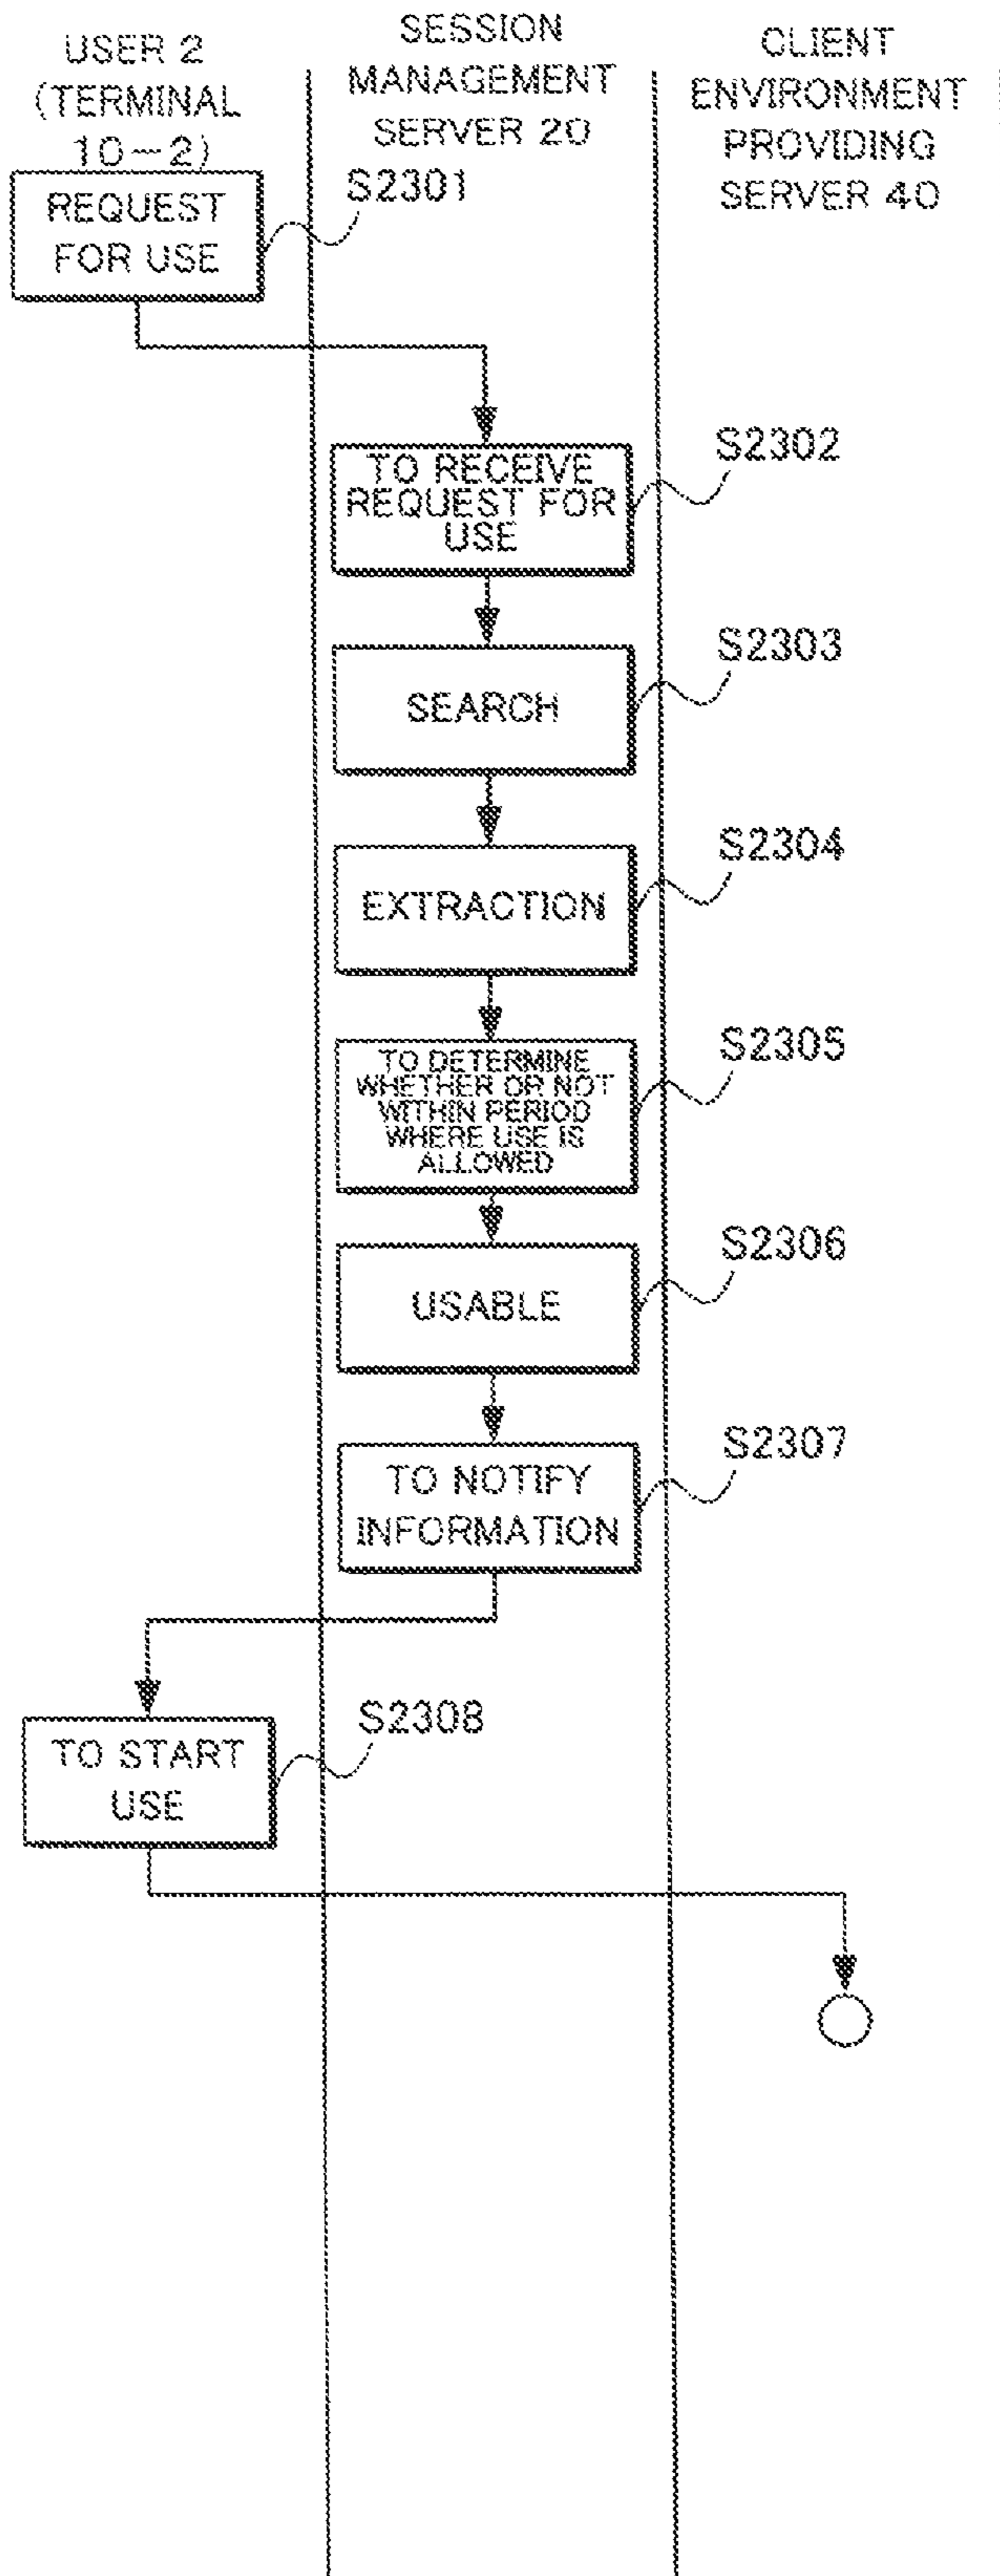 USER 2
(TERMINAL
10-2)
SESSION
MANAGEMENT
SERVER 20
CLIENT
ENVIRONMENT
PROVIDING
SERVER 40
REQUEST
FOR USE
S2301
TO RECEIVE
REQUEST FOR
USE
S2302
SEARCH
S2303
EXTRACTION
S2304
TO DETERMINE
WHETHER OR NOT
WITHIN PERIOD
WHERE USE IS
ALLOWED
S2305
USABLE
S2306
TO NOTIFY
INFORMATION
S2307
TO START
USE
S2308